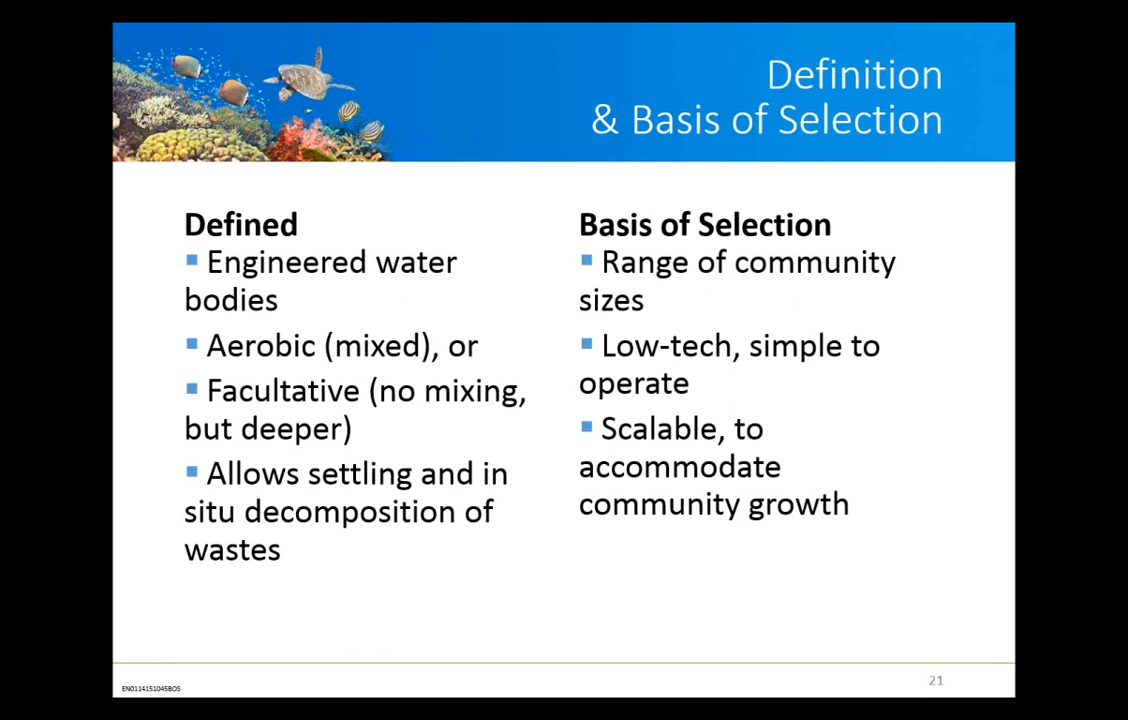 Definition
& Basis of Selection
Defined
▪ Engineered water
bodies
▪ Aerobic (mixed), or
▪ Facultative (no mixing,
but deeper)
▪ Allows settling and in
situ decomposition of
wastes
Basis of Selection
▪ Range of community
sizes
▪ Low-tech, simple to
operate
▪ Scalable, to
accommodate
community growth
EN0114151045BOS
21